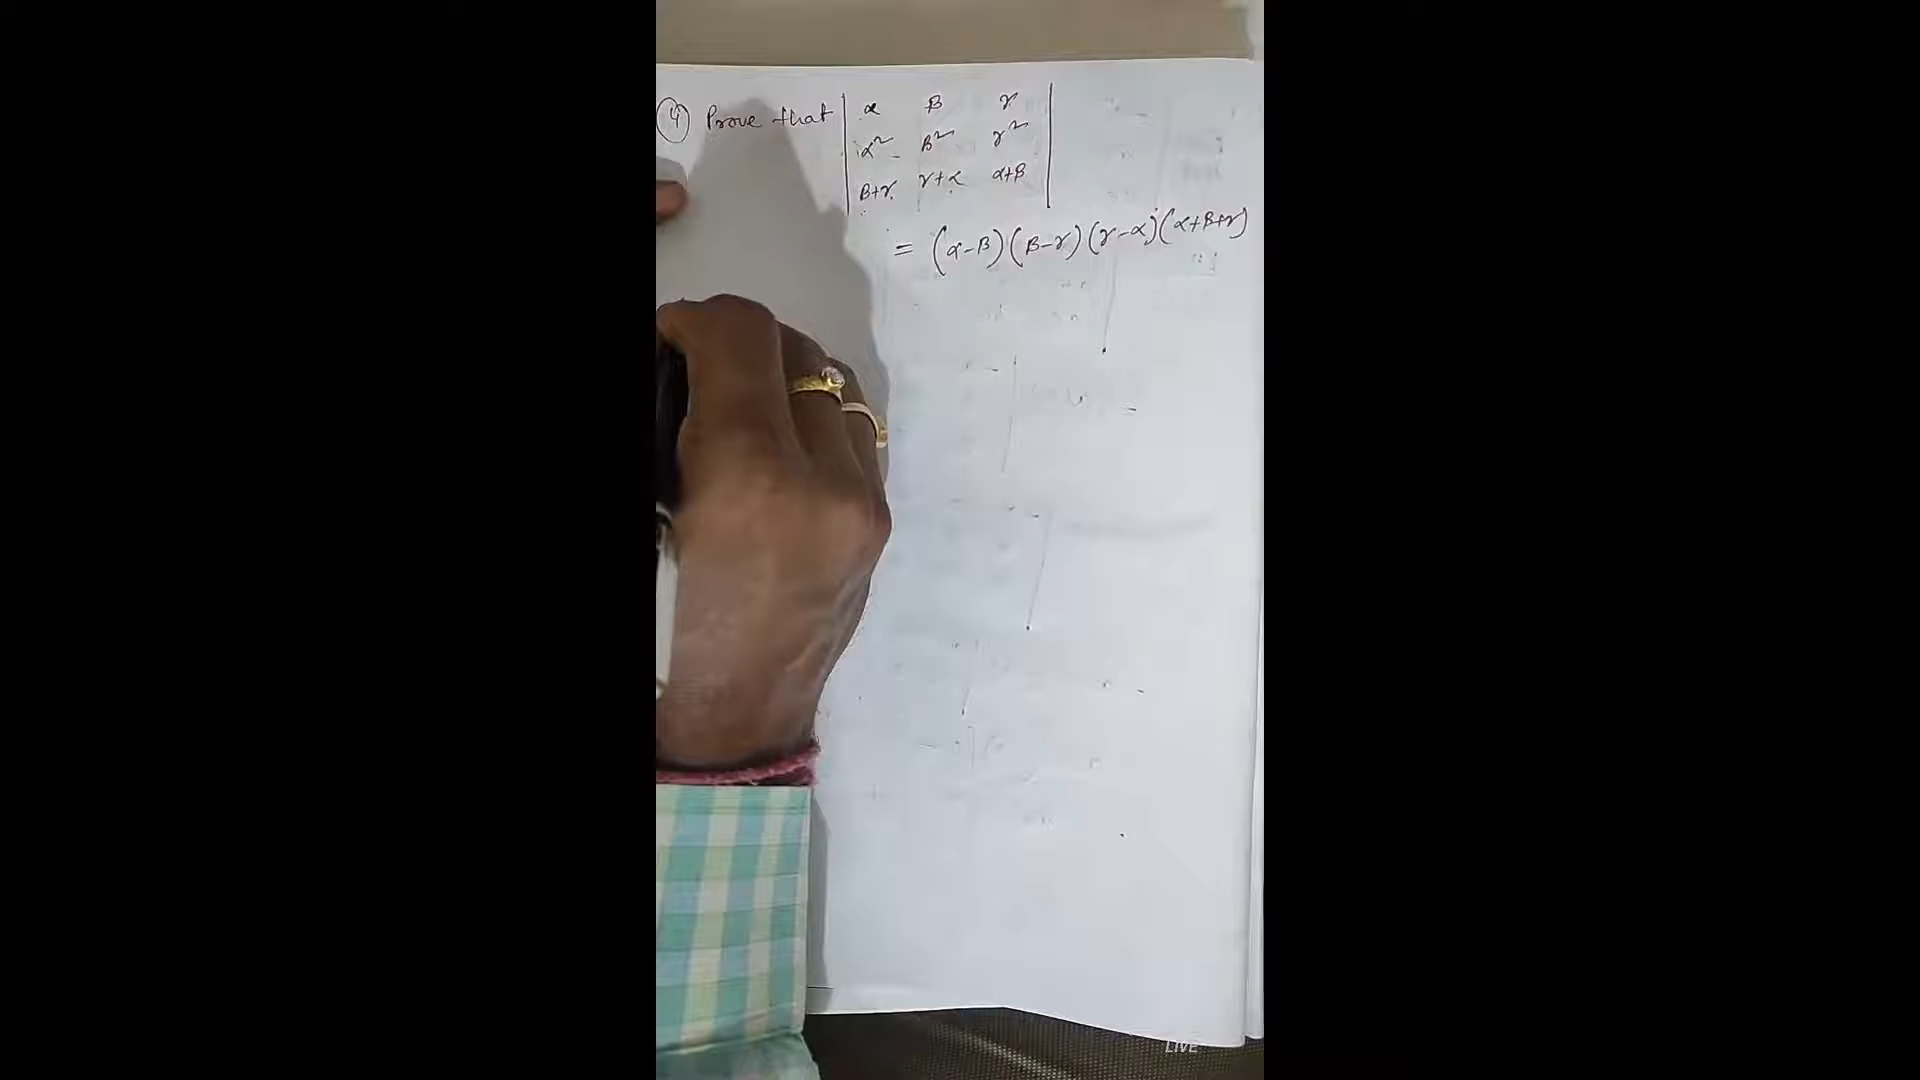 ④ Prove that | α β γ |
| α² β² γ² |
| β+γ γ+α α+β |
= (α-β)(β-γ)(γ-α)(α+β+γ)
LIVE